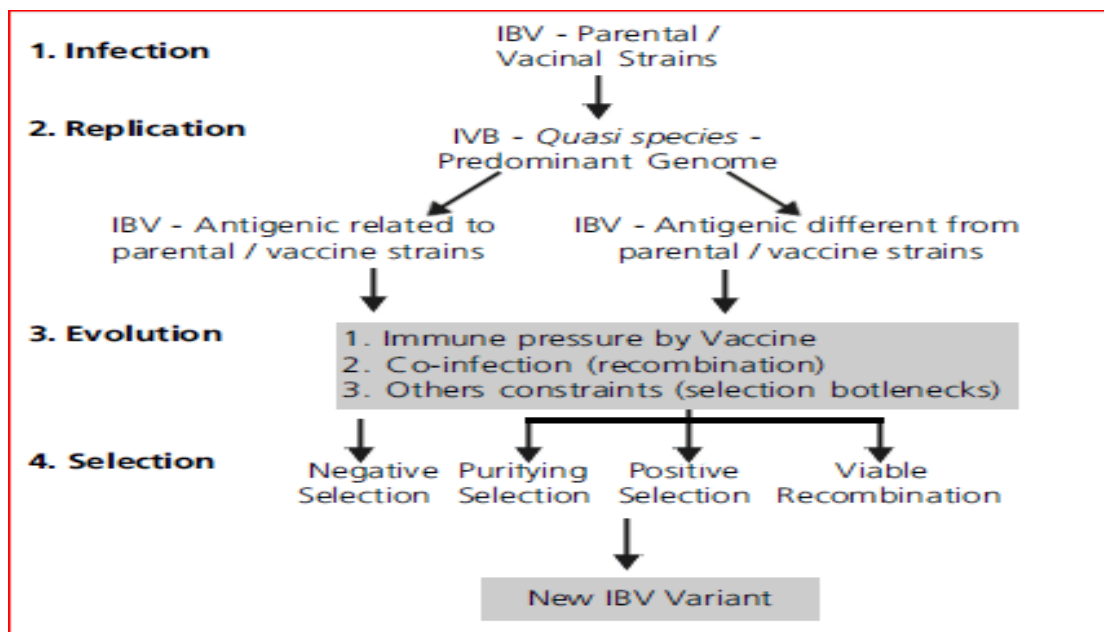 1. Infection
IBV - Parental /
Vacinal Strains
2. Replication
IVB - Quasi species -
Predominant Genome
IBV - Antigenic related to
parental / vaccine strains
IBV - Antigenic different from
parental / vaccine strains
3. Evolution
1. Immune pressure by Vaccine
2. Co-infection (recombination)
3. Others constraints (selection botlenecks)
4. Selection
Negative
Selection
Purifying
Selection
Positive
Selection
Viable
Recombination
New IBV Variant